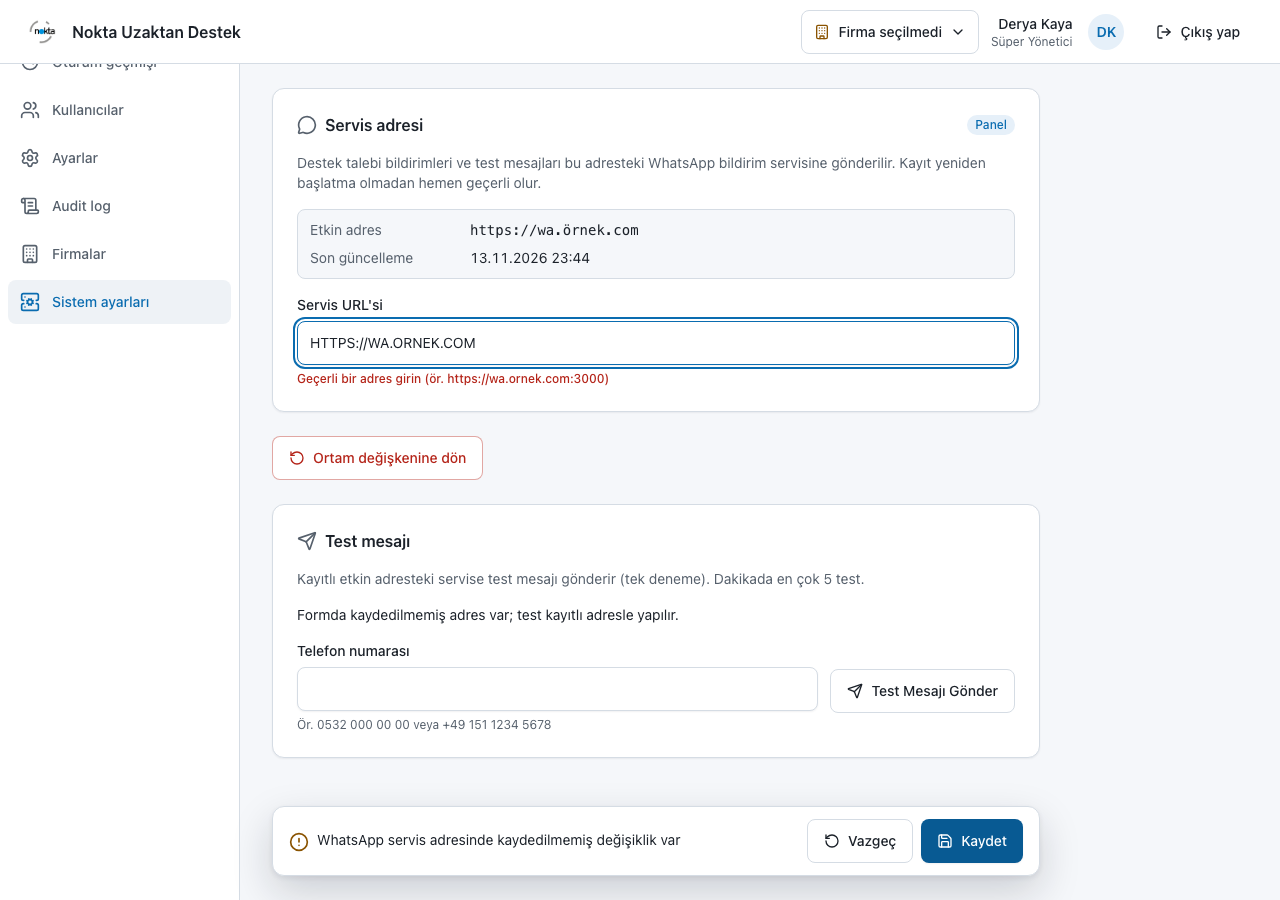 nokta
Nokta Uzaktan Destek
Firma seçilmedi
Derya Kaya
Süper Yönetici
DK
Çıkış yap
Oturum geçmişi
Kullanıcılar
Ayarlar
Audit log
Firmalar
Sistem ayarları
Servis adresi
Panel
Destek talebi bildirimleri ve test mesajları bu adresteki WhatsApp bildirim servisine gönderilir. Kayıt yeniden
başlatma olmadan hemen geçerli olur.
Etkin adres
https://wa.örnek.com
Son güncelleme
13.11.2026 23:44
Servis URL'si
HTTPS://WA.ORNEK.COM
Geçerli bir adres girin (ör. https://wa.ornek.com:3000)
Ortam değişkenine dön
Test mesajı
Kayıtlı etkin adresteki servise test mesajı gönderir (tek deneme). Dakikada en çok 5 test.
Formda kaydedilmemiş adres var; test kayıtlı adresle yapılır.
Telefon numarası
Test Mesajı Gönder
Ör. 0532 000 00 00 veya +49 151 1234 5678
WhatsApp servis adresinde kaydedilmemiş değişiklik var
Vazgeç
Kaydet